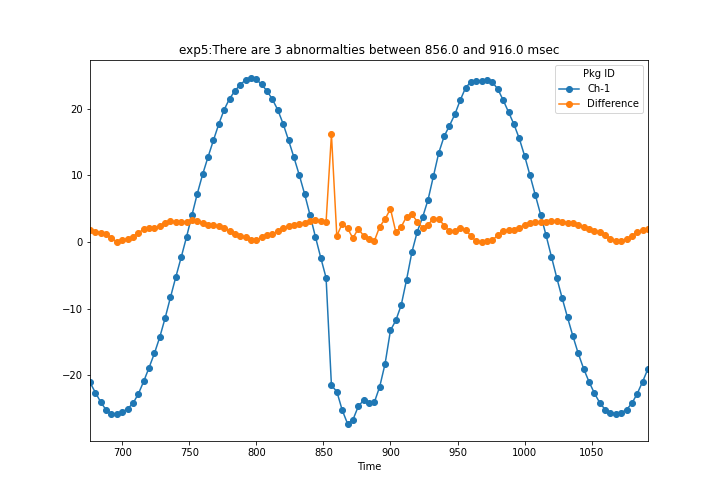 exp5:There are 3 abnormalties between 856.0 and 916.0 msec
Pkg ID
Ch-1
Difference
20
10
0
−10
−20
700 750 800 850 900 950 1000 1050
Time